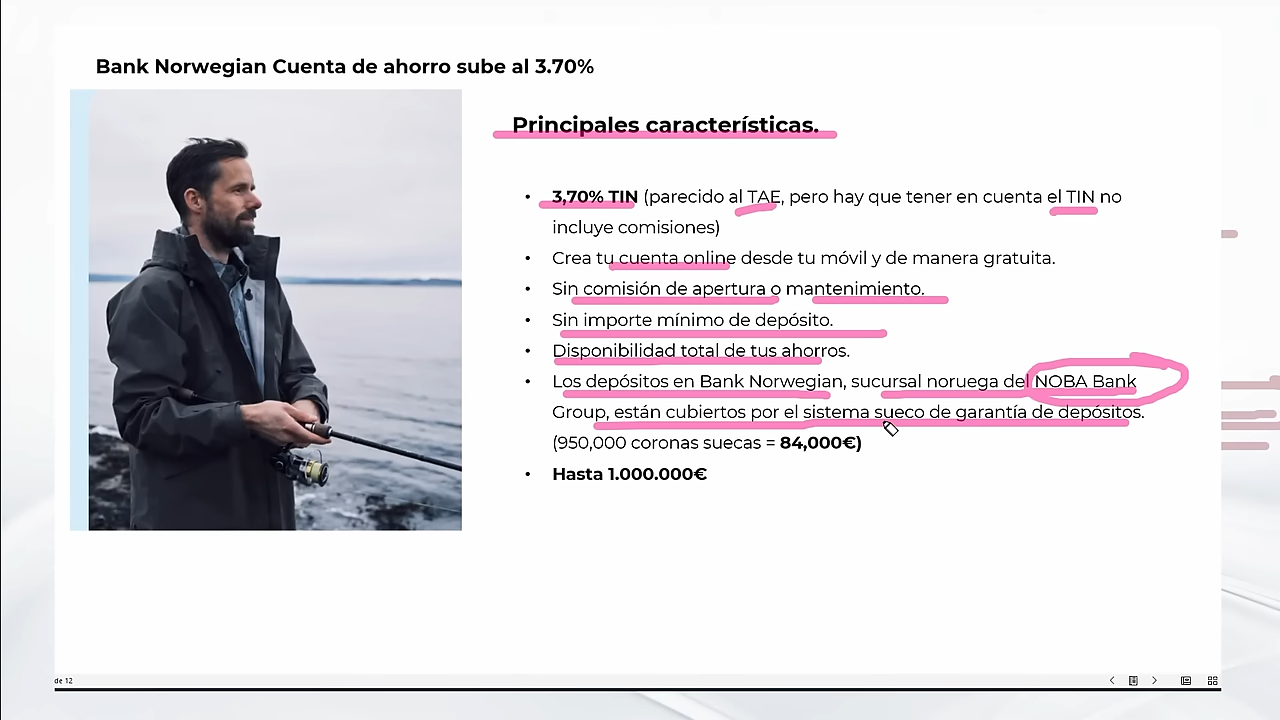 Bank Norwegian Cuenta de ahorro sube al 3.70%
Principales características.
• 3,70% TIN (parecido al TAE, pero hay que tener en cuenta el TIN no
incluye comisiones)
• Crea tu cuenta online desde tu móvil y de manera gratuita.
• Sin comisión de apertura o mantenimiento.
• Sin importe mínimo de depósito.
• Disponibilidad total de tus ahorros.
• Los depósitos en Bank Norwegian, sucursal noruega del NOBA Bank
Group, están cubiertos por el sistema sueco de garantía de depósitos.
(950,000 coronas suecas = 84,000€)
• Hasta 1.000.000€
de 12